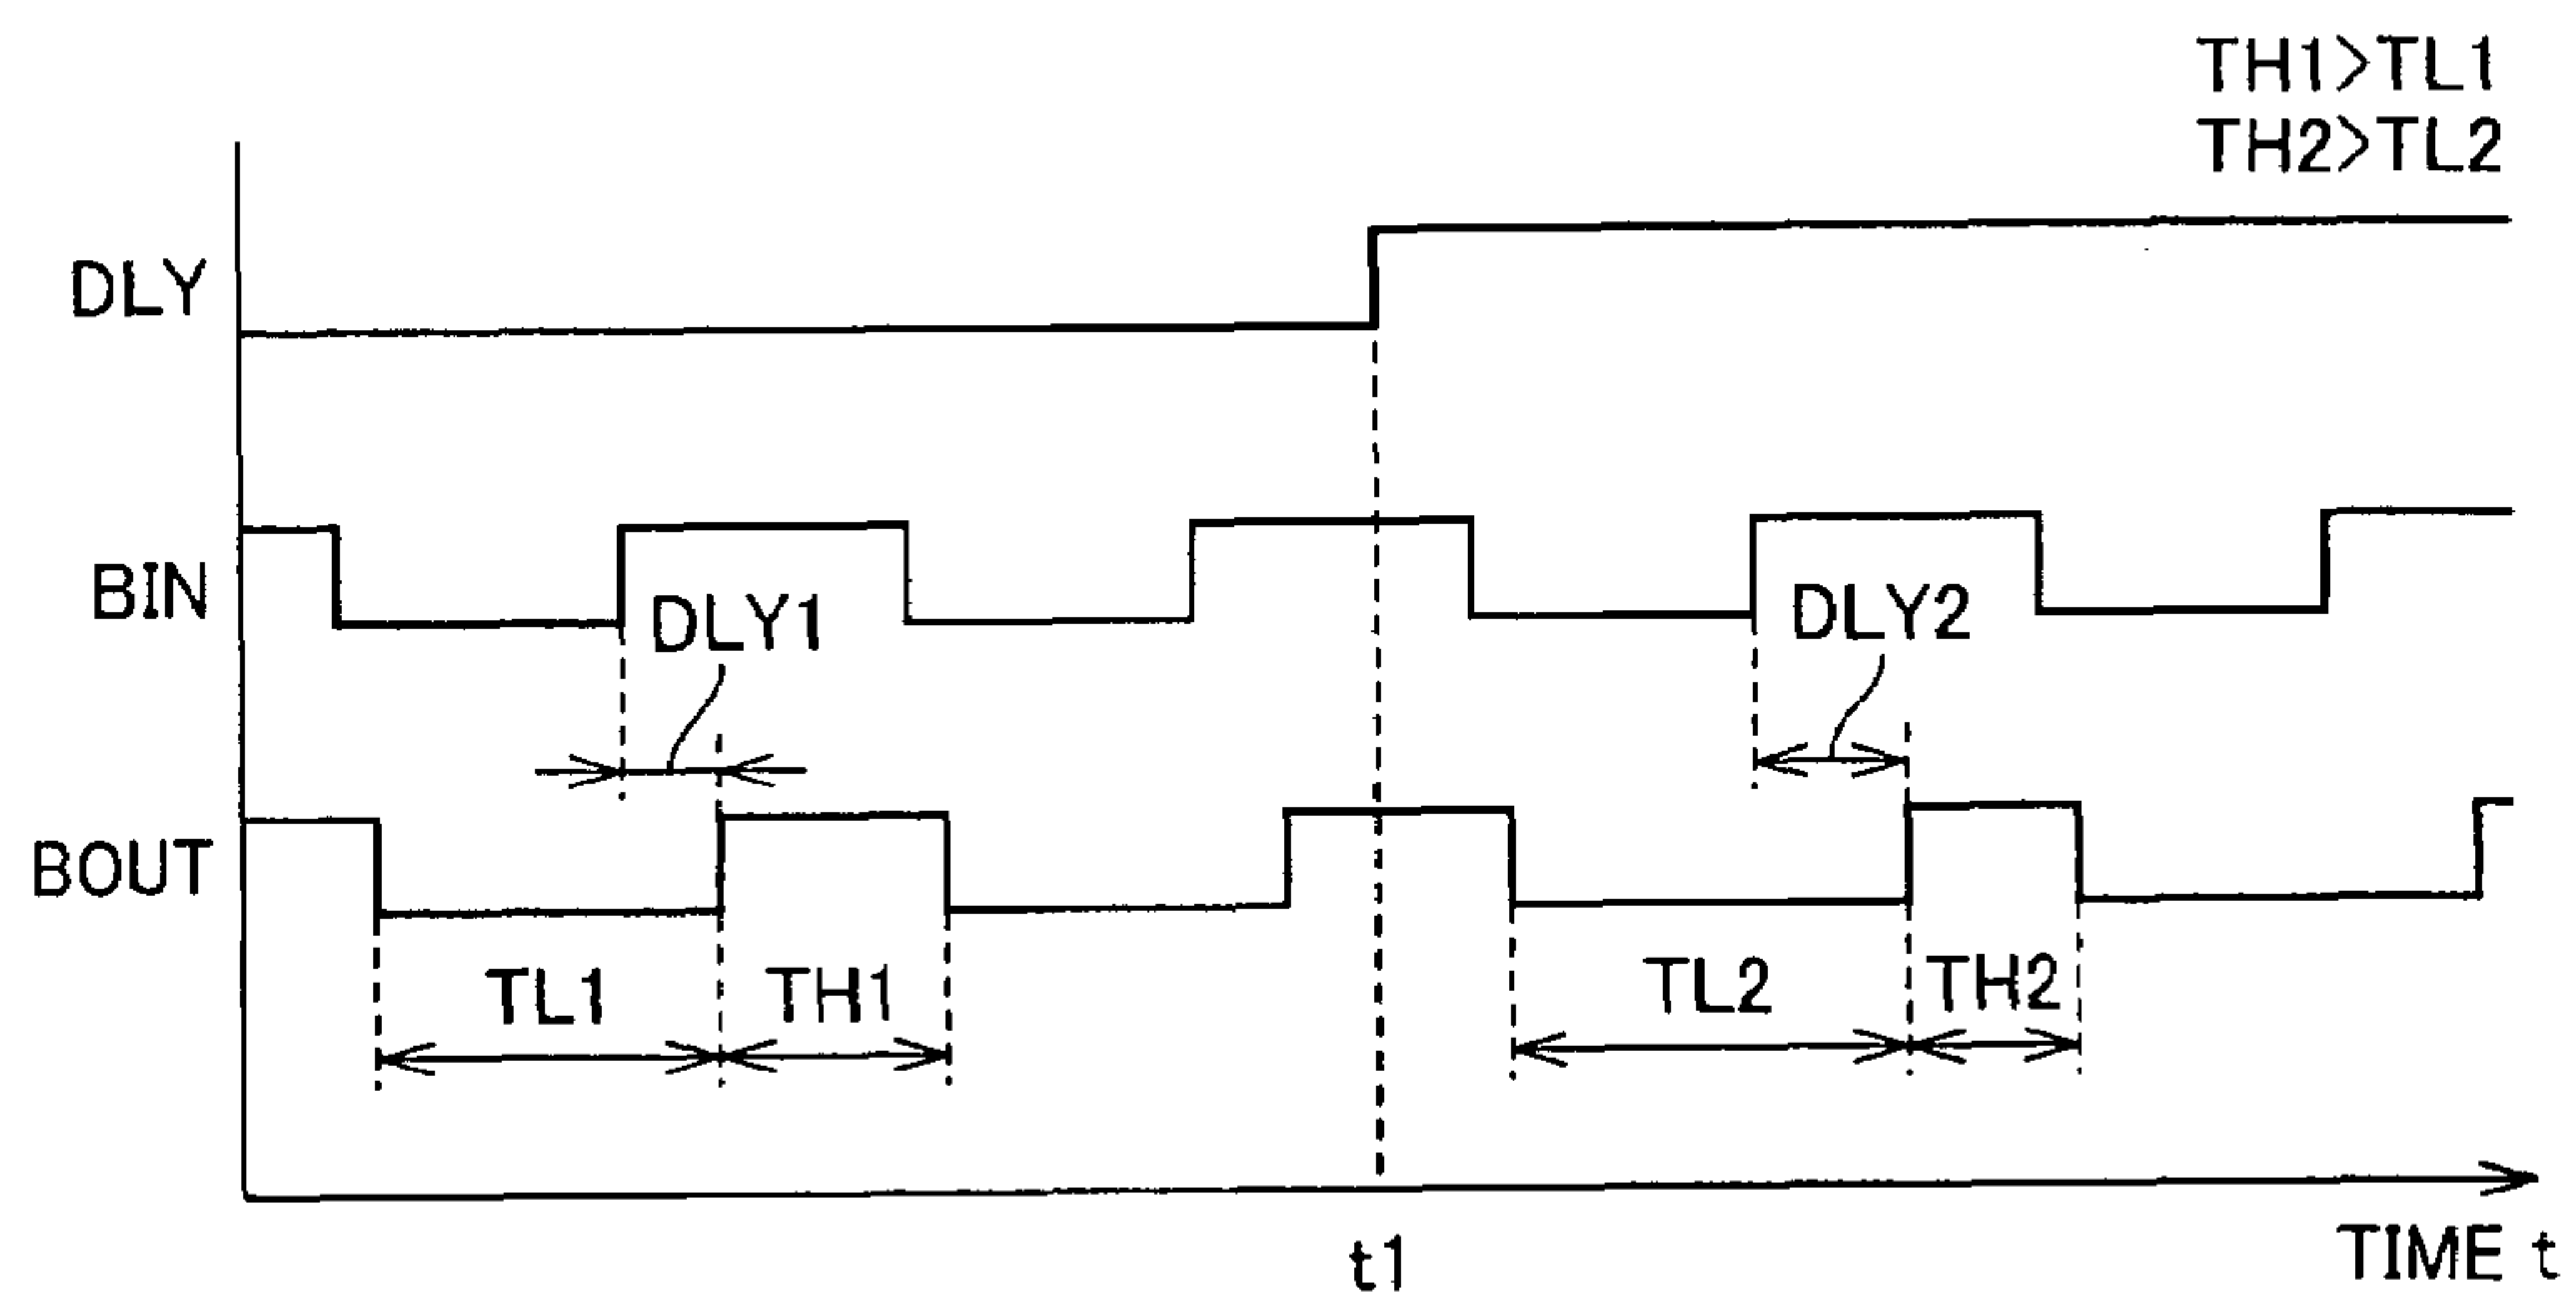 TH1>TL1
TH2>TL2
DLY
BIN
DLY1
DLY2
BOUT
TL1
TH1
TL2
TH2
t1
TIME t